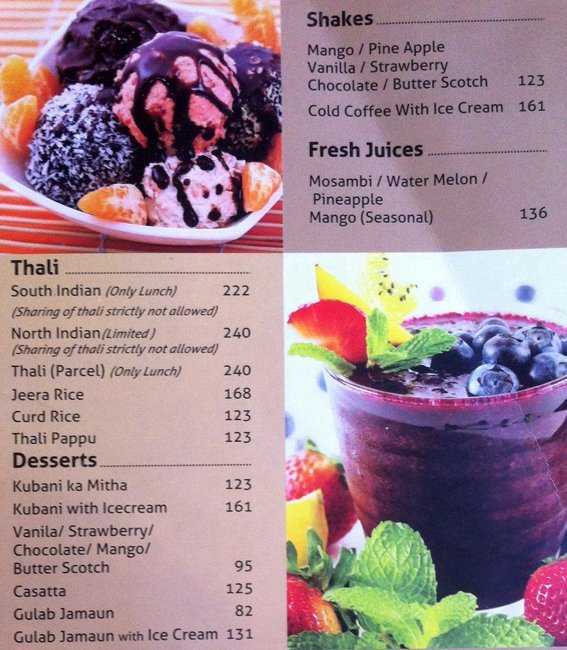 Shakes
Mango / Pine Apple
Vanilla / Strawberry
Chocolate / Butter Scotch 123
Cold Coffee With Ice Cream 161
Fresh Juices
Mosambi / Water Melon /
Pineapple
Mango (Seasonal) 136
Thali
South Indian (Only Lunch) 222
(Sharing of thali strictly not allowed)
North Indian (Limited) 240
(Sharing of thali strictly not allowed)
Thali (Parcel) (Only Lunch) 240
Jeera Rice 168
Curd Rice 123
Thali Pappu 123
Desserts
Kubani ka Mitha 123
Kubani with Icecream 161
Vanila/ Strawberry/
Chocolate/ Mango/
Butter Scotch 95
Casatta 125
Gulab Jamaun 82
Gulab Jamaun with Ice Cream 131